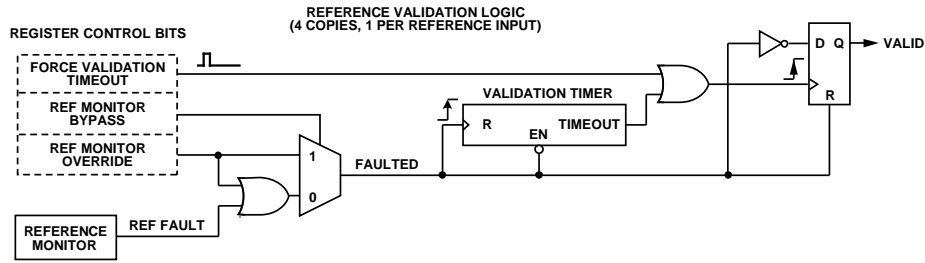 REFERENCE VALIDATION LOGIC
(4 COPIES, 1 PER REFERENCE INPUT)
REGISTER CONTROL BITS
FORCE VALIDATION
TIMEOUT
REF MONITOR
BYPASS
REF MONITOR
OVERRIDE
REFERENCE
MONITOR
REF FAULT
1
0
FAULTED
VALIDATION TIMER
R
EN
TIMEOUT
D Q
R
VALID